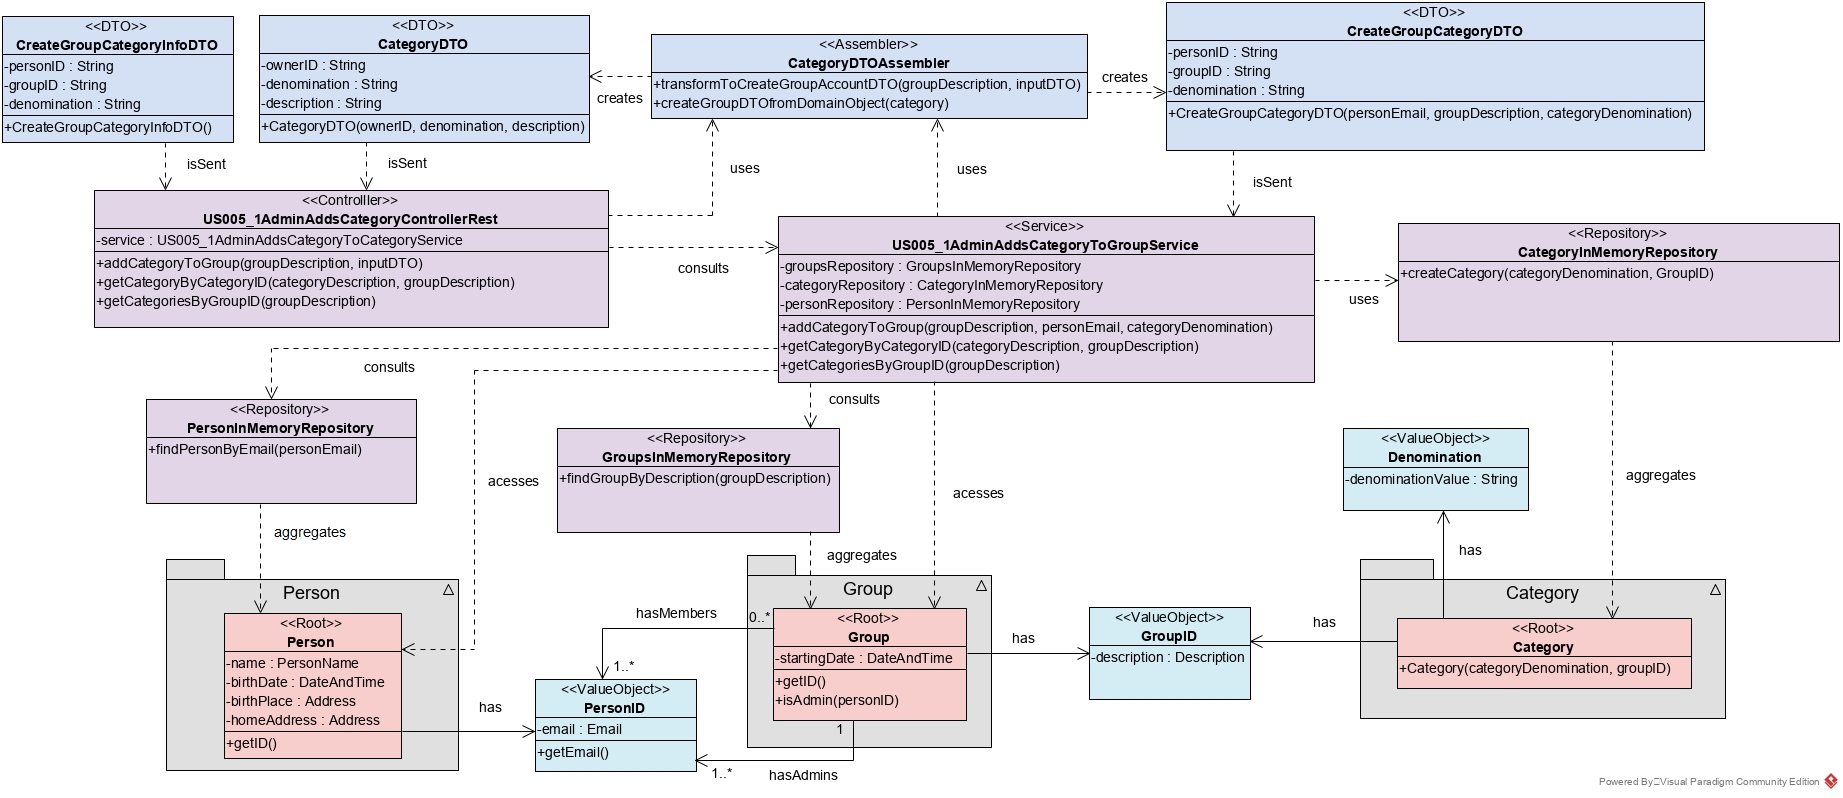 <<DTO>>
CreateGroupCategoryInfoDTO
-personID : String
-groupID : String
-denomination : String
+CreateGroupCategoryInfoDTO()
<<DTO>>
CategoryDTO
-ownerID : String
-denomination : String
-description : String
+CategoryDTO(ownerID, denomination, description)
<<Assembler>>
CategoryDTOAssembler
+transformToCreateGroupAccountDTO(groupDescription, inputDTO)
+createGroupDTOfromDomainObject(category)
<<DTO>>
CreateGroupCategoryDTO
-personID : String
-groupID : String
-denomination : String
+CreateGroupCategoryDTO(personEmail, groupDescription, categoryDenomination)
creates
creates
isSent
isSent
uses
uses
isSent
<<Controlller>>
US005_1AdminAddsCategoryControllerRest
-service : US005_1AdminAddsCategoryToCategoryService
+addCategoryToGroup(groupDescription, inputDTO)
+getCategoryByCategoryID(categoryDescription, groupDescription)
+getCategoriesByGroupID(groupDescription)
consults
<<Service>>
US005_1AdminAddsCategoryToGroupService
-groupsRepository : GroupsInMemoryRepository
-categoryRepository : CategoryInMemoryRepository
-personRepository : PersonInMemoryRepository
+addCategoryToGroup(groupDescription, personEmail, categoryDenomination)
+getCategoryByCategoryID(categoryDescription, groupDescription)
+getCategoriesByGroupID(groupDescription)
uses
<<Repository>>
CategoryInMemoryRepository
+createCategory(categoryDenomination, GroupID)
consults
consults
<<Repository>>
PersonInMemoryRepository
+findPersonByEmail(personEmail)
acesses
<<Repository>>
GroupsInMemoryRepository
+findGroupByDescription(groupDescription)
acesses
<<ValueObject>>
Denomination
-denominationValue : String
aggregates
aggregates
aggregates
has
Person
<<Root>>
Person
-name : PersonName
-birthDate : DateAndTime
-birthPlace : Address
-homeAddress : Address
+getID()
has
hasMembers
0..*
1..*
<<ValueObject>>
PersonID
-email : Email
+getEmail()
Group
<<Root>>
Group
-startingDate : DateAndTime
+getID()
+isAdmin(personID)
1
1..*
hasAdmins
has
<<ValueObject>>
GroupID
-description : Description
has
Category
<<Root>>
Category
+Category(categoryDenomination, groupID)
Powered By Visual Paradigm Community Edition